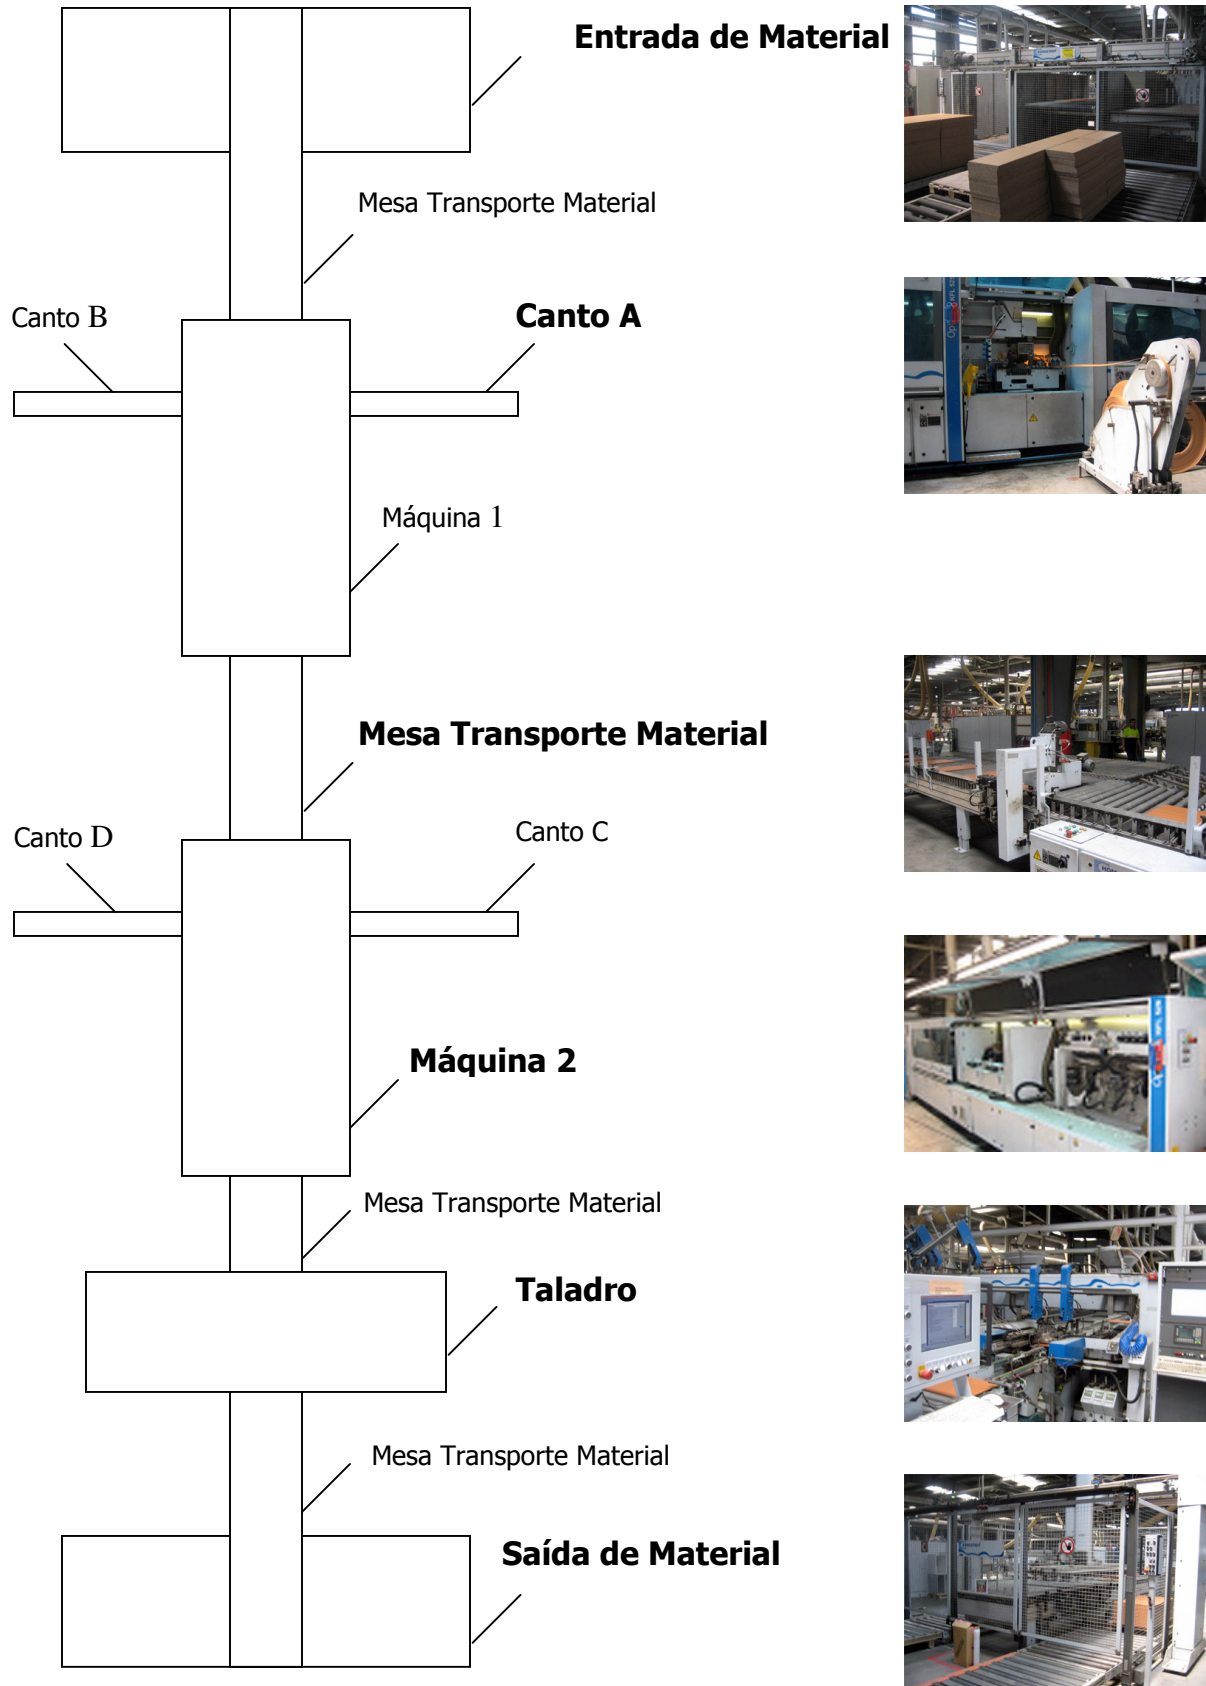 Entrada de Material
Mesa Transporte Material
Canto B
Canto A
Máquina 1
Mesa Transporte Material
Canto D
Canto C
Máquina 2
Mesa Transporte Material
Taladro
Mesa Transporte Material
Saída de Material